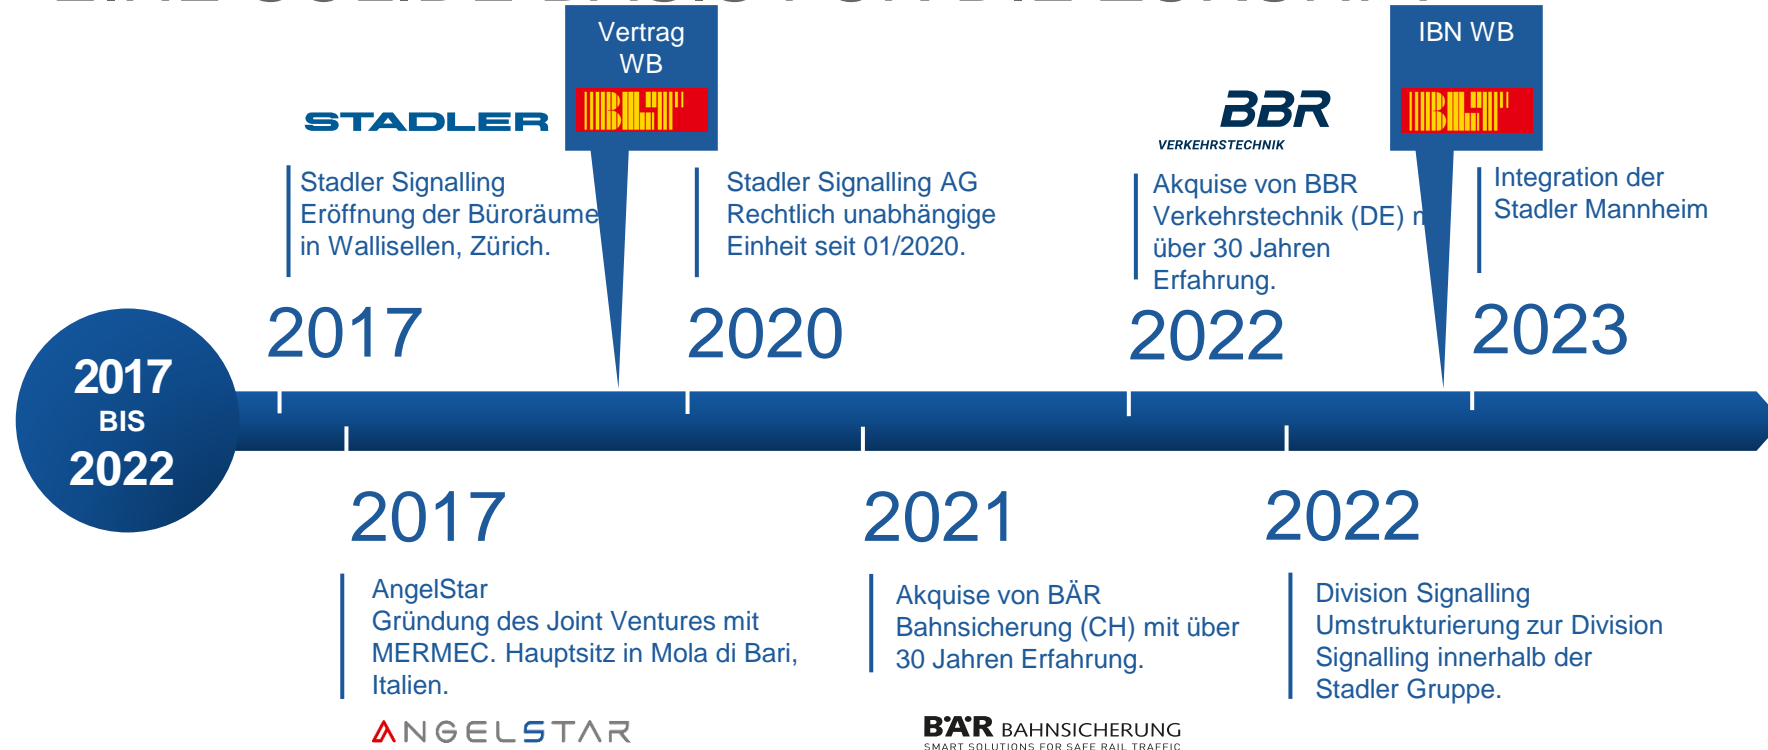 Vertrag
WB
BLT
IBN WB
BLT
STADLER
BBR
VERKEHRSTECHNIK
Stadler Signalling
Eröffnung der Büroräume
in Wallisellen, Zürich.
Stadler Signalling AG
Rechtlich unabhängige
Einheit seit 01/2020.
Akquise von BBR
Verkehrstechnik (DE)
über 30 Jahren
Erfahrung.
Integration der
Stadler Mannheim
2017
2020
2022
2023
2017
BIS
2022
2017
2021
2022
AngelStar
Gründung des Joint Ventures mit
MERMEC. Hauptsitz in Mola di Bari,
Italien.
Akquise von BÄR
Bahnsicherung (CH) mit über
30 Jahren Erfahrung.
Division Signalling
Umstrukturierung zur Division
Signalling innerhalb der
Stadler Gruppe.
ANGELSTAR
BÄR BAHNSICHERUNG
SMART SOLUTIONS FOR SAFE RAIL TRAFFIC